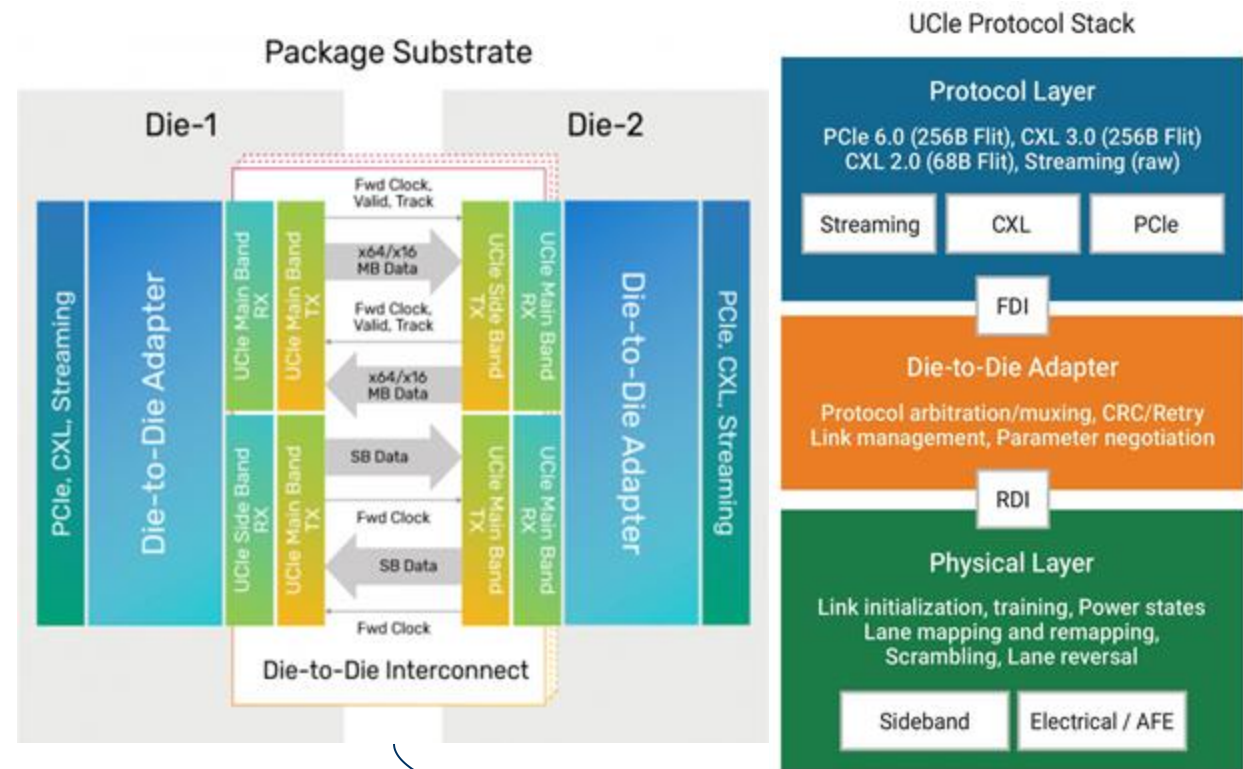 Package Substrate
Die-1
Die-2
PCIe, CXL, Streaming
Die-to-Die Adapter
UCIe Main Band
RX
UCIe Main Band
TX
UCIe Side Band
RX
UCIe Main Band
TX
Fwd Clock,
Valid, Track
x64/x16
MB Data
Fwd Clock,
Valid, Track
x64/x16
MB Data
SB Data
Fwd Clock
SB Data
Fwd Clock
Die-to-Die Interconnect
UCIe Side Band
TX
UCIe Main Band
RX
UCIe Main Band
TX
UCIe Main Band
RX
Die-to-Die Adapter
PCIe, CXL, Streaming
UCIe Protocol Stack
Protocol Layer
PCIe 6.0 (256B Flit), CXL 3.0 (256B Flit)
CXL 2.0 (68B Flit), Streaming (raw)
Streaming
CXL
PCIe
FDI
Die-to-Die Adapter
Protocol arbitration/muxing, CRC/Retry
Link management, Parameter negotiation
RDI
Physical Layer
Link initialization, training, Power states
Lane mapping and remapping,
Scrambling, Lane reversal
Sideband
Electrical / AFE